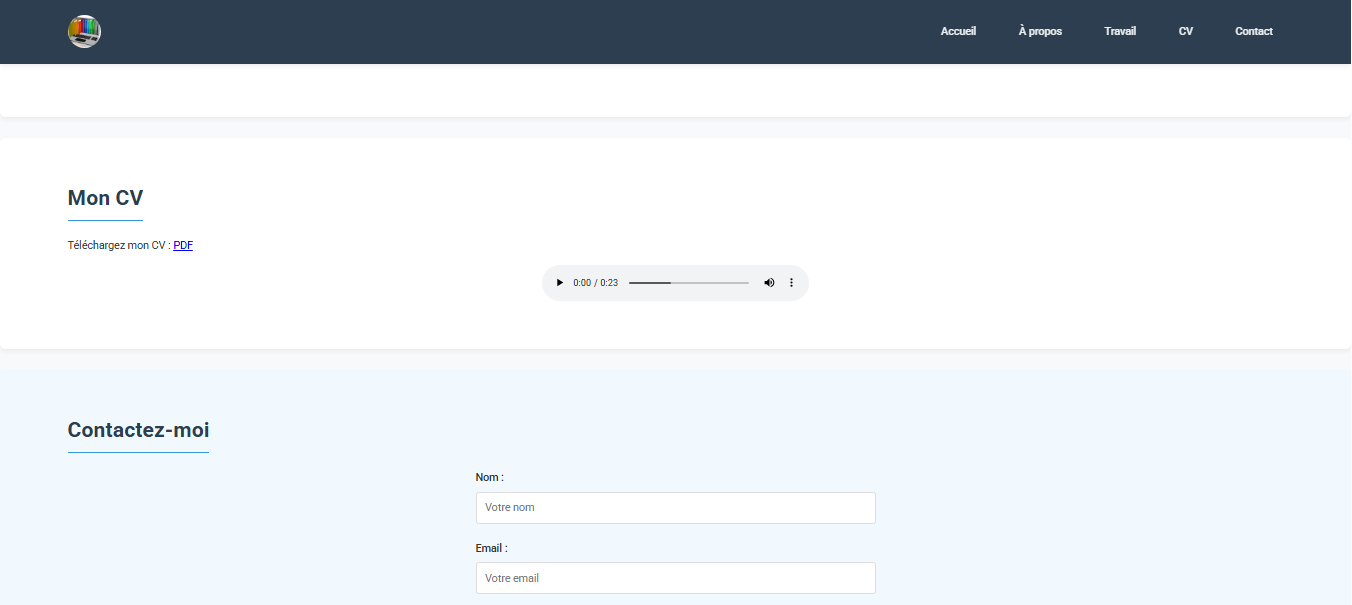 Accueil À propos Travail CV Contact
Mon CV
Téléchargez mon CV : PDF
0:00 / 0:23
Contactez-moi
Nom :
Votre nom
Email :
Votre email